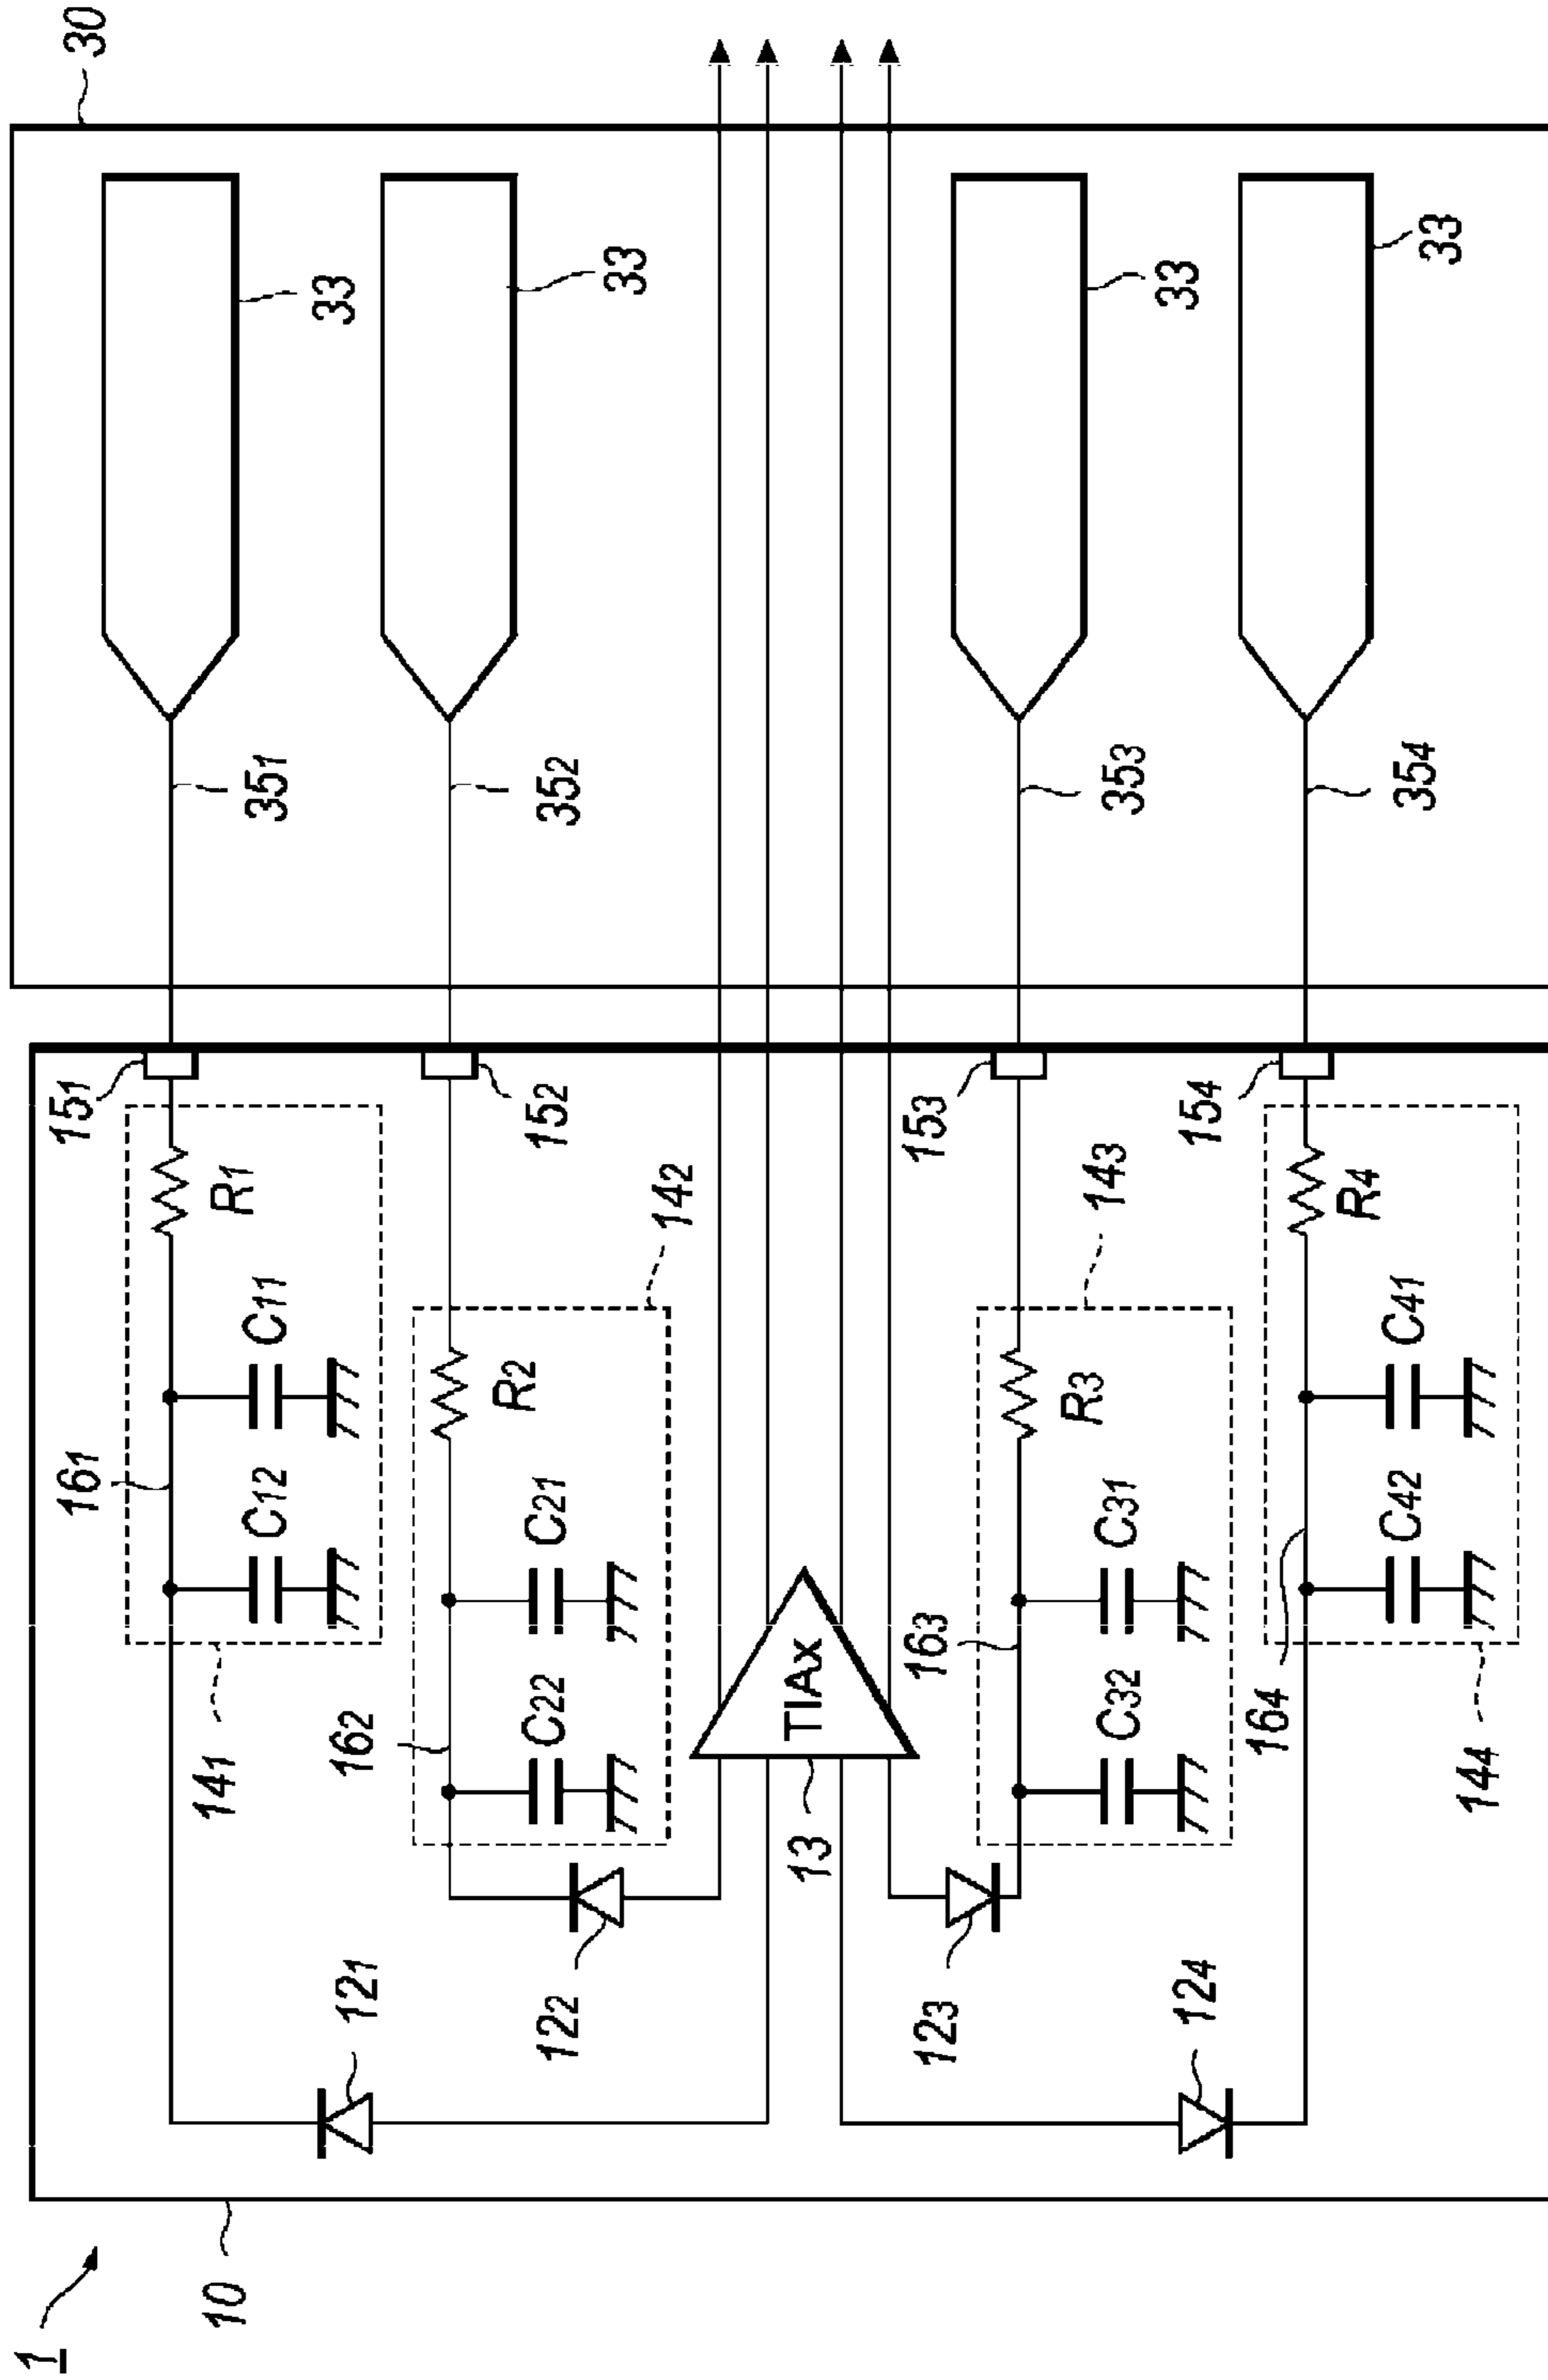 1
10
30
33
33
33
33
35₁
35₂
35₃
35₄
15₁
15₂
15₃
15₄
R1
R2
R3
R4
14₁
14₂
14₃
14₄
16₁
16₂
16₃
16₄
C11
C12
C21
C22
C31
C32
C41
C42
TIAx
13
12₁
12₂
12₃
12₄